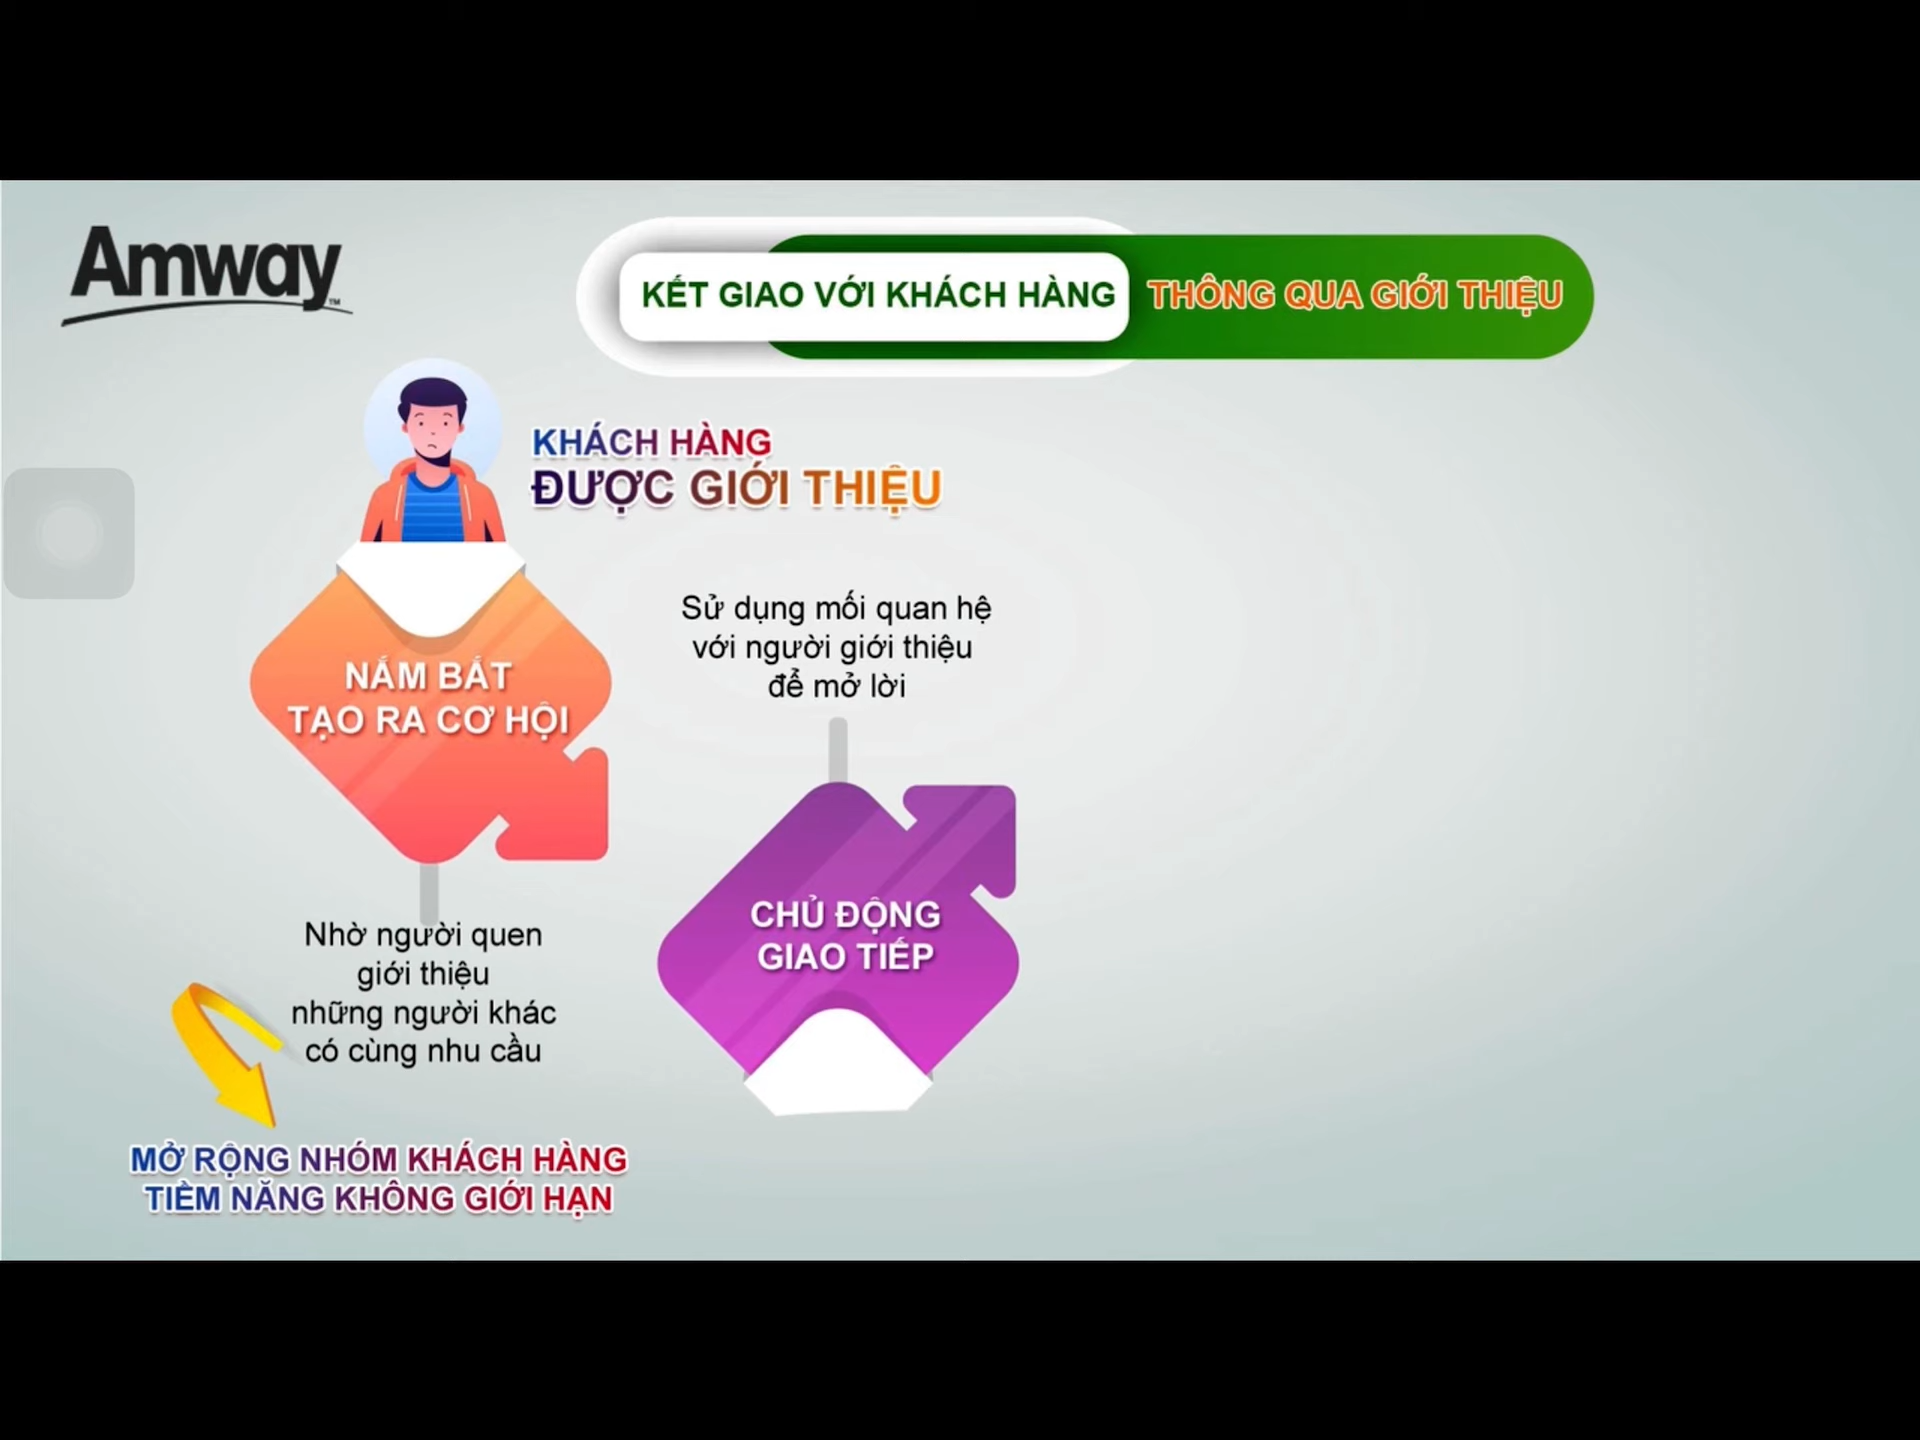 Amway™
KẾT GIAO VỚI KHÁCH HÀNG THÔNG QUA GIỚI THIỆU
KHÁCH HÀNG
ĐƯỢC GIỚI THIỆU
NẮM BẮT
TẠO RA CƠ HỘI
Nhờ người quen
giới thiệu
những người khác
có cùng nhu cầu
MỞ RỘNG NHÓM KHÁCH HÀNG
TIỀM NĂNG KHÔNG GIỚI HẠN
Sử dụng mối quan hệ
với người giới thiệu
để mở lời
CHỦ ĐỘNG
GIAO TIẾP